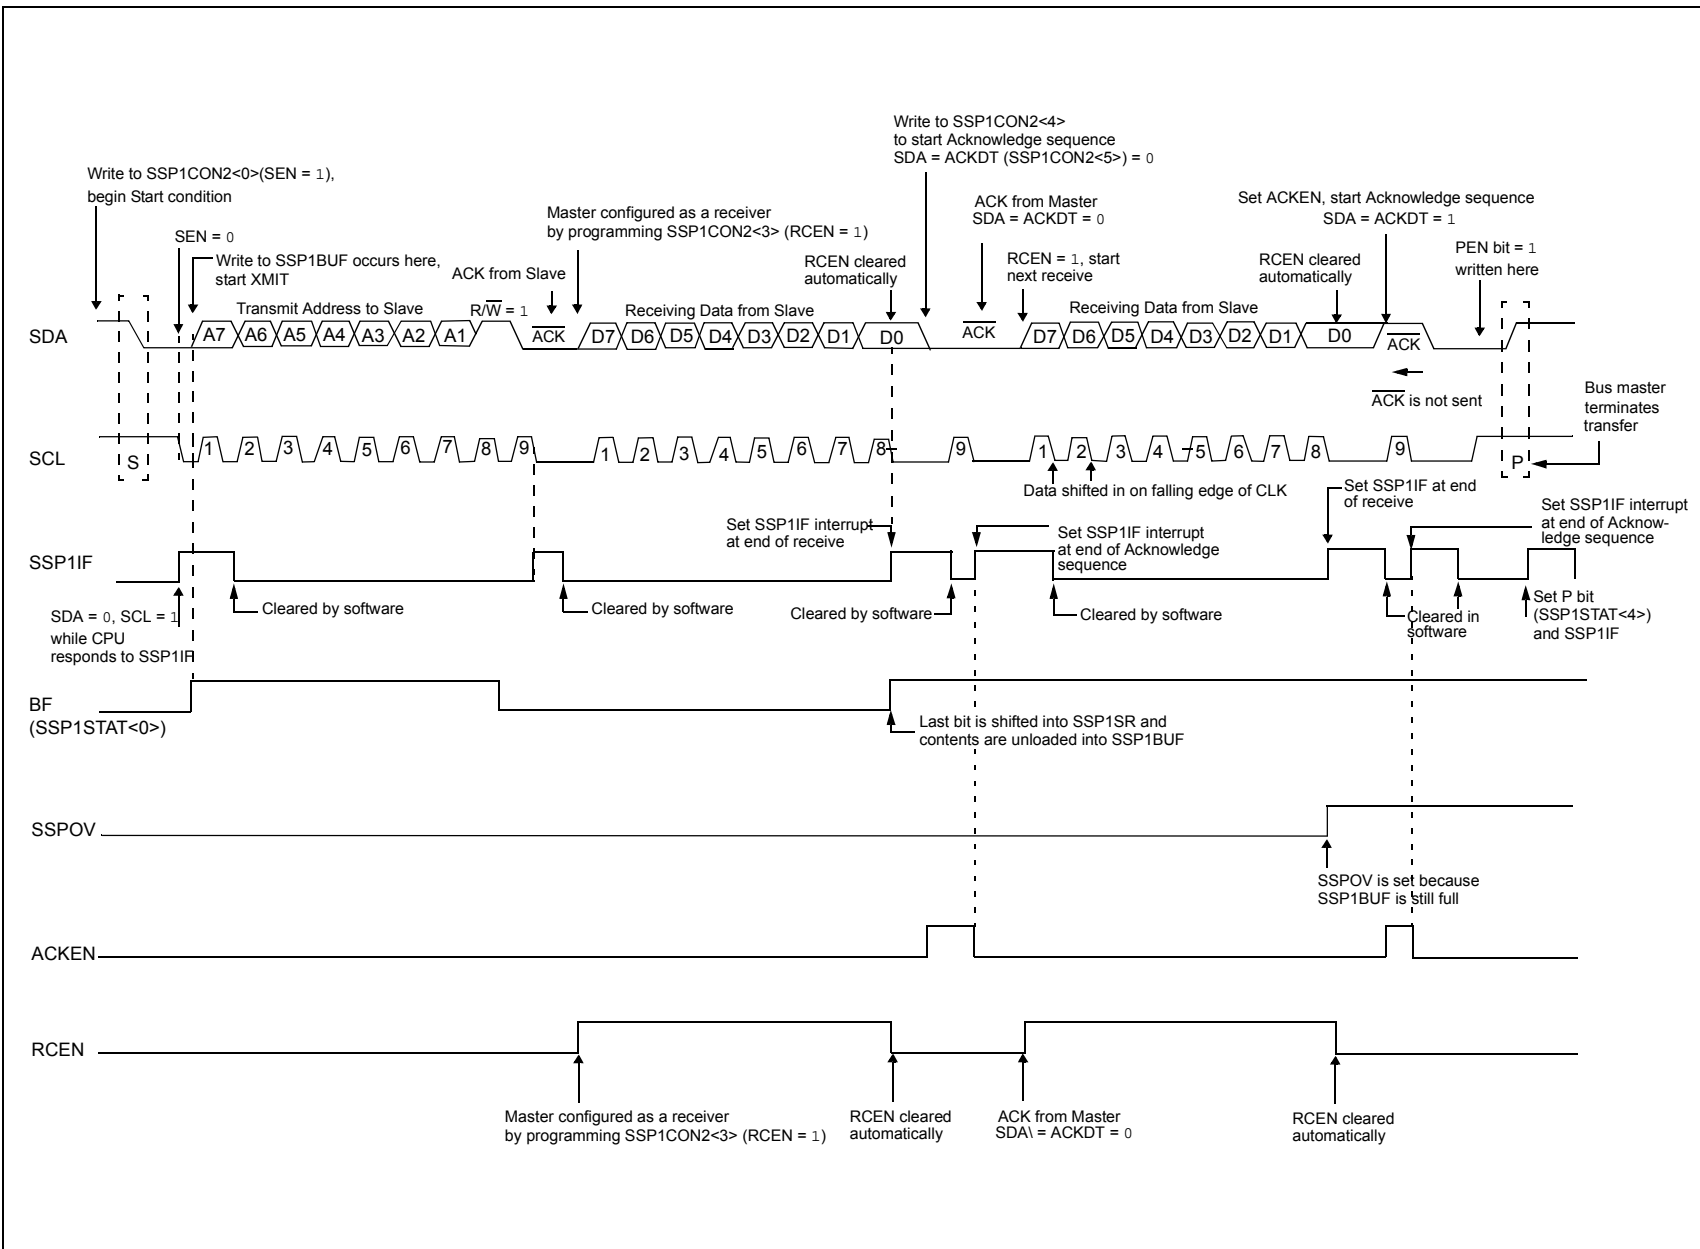 Write to SSP1CON2<4>
to start Acknowledge sequence
SDA = ACKDT (SSP1CON2<5>) = 0
Write to SSP1CON2<0>(SEN = 1),
begin Start condition
Master configured as a receiver
by programming SSP1CON2<3> (RCEN = 1)
ACK from Master
SDA = ACKDT = 0
Set ACKEN, start Acknowledge sequence
SDA = ACKDT = 1
SEN = 0
Write to SSP1BUF occurs here,
start XMIT
ACK from Slave
RCEN cleared
automatically
RCEN = 1, start
next receive
RCEN cleared
automatically
PEN bit = 1
written here
Transmit Address to Slave
R/W = 1
Receiving Data from Slave
Receiving Data from Slave
SDA
A7 A6 A5 A4 A3 A2 A1 ACK D7 D6 D5 D4 D3 D2 D1 D0 ACK D7 D6 D5 D4 D3 D2 D1 D0 ACK
ACK is not sent
Bus master
terminates
transfer
SCL
S 1 2 3 4 5 6 7 8 9 1 2 3 4 5 6 7 8 9 1 2 3 4 5 6 7 8 9 P
Data shifted in on falling edge of CLK
Set SSP1IF at end
of receive
Set SSP1IF interrupt
at end of receive
Set SSP1IF interrupt
at end of Acknowledge
sequence
Set SSP1IF interrupt
at end of Acknow-
ledge sequence
SSP1IF
SDA = 0, SCL = 1
while CPU
responds to SSP1IF
Cleared by software
Cleared by software
Cleared by software
Cleared by software
Cleared in
software
Set P bit
(SSP1STAT<4>)
and SSP1IF
BF
(SSP1STAT<0>)
Last bit is shifted into SSP1SR and
contents are unloaded into SSP1BUF
SSPOV
SSPOV is set because
SSP1BUF is still full
ACKEN
RCEN
Master configured as a receiver
by programming SSP1CON2<3> (RCEN = 1)
RCEN cleared
automatically
ACK from Master
SDA\ = ACKDT = 0
RCEN cleared
automatically